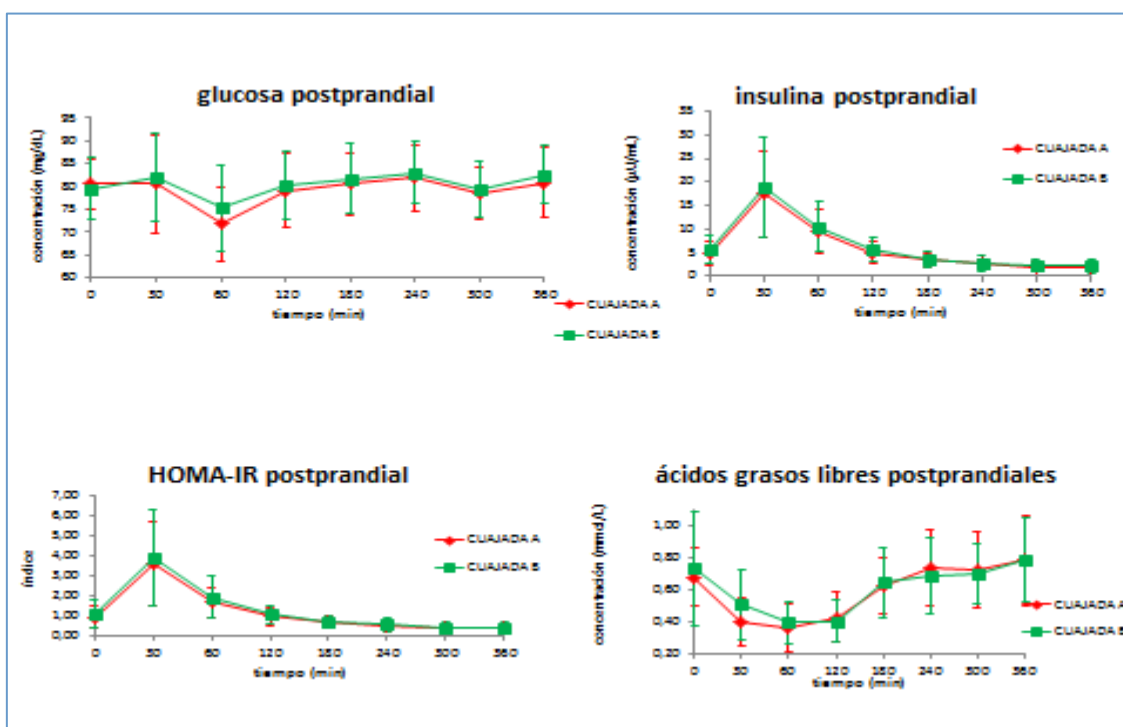 glucosa postprandial
concentración (mg/dL)
95
90
85
80
75
70
65
60
0 30 60 120 180 240 300 360
tiempo (min)
CUAJADA A
CUAJADA B
insulina postprandial
concentración (µU/mL)
35
30
25
20
15
10
5
0
0 30 60 120 180 240 300 360
tiempo (min)
CUAJADA A
CUAJADA B
HOMA-IR postprandial
índice
7,00
6,00
5,00
4,00
3,00
2,00
1,00
0,00
0 30 60 120 180 240 300 360
tiempo (min)
CUAJADA A
CUAJADA B
ácidos grasos libres postprandiales
concentración (mmol/L)
1,00
0,80
0,60
0,40
0,20
0 30 60 120 180 240 300 360
tiempo (min)
CUAJADA A
CUAJADA B